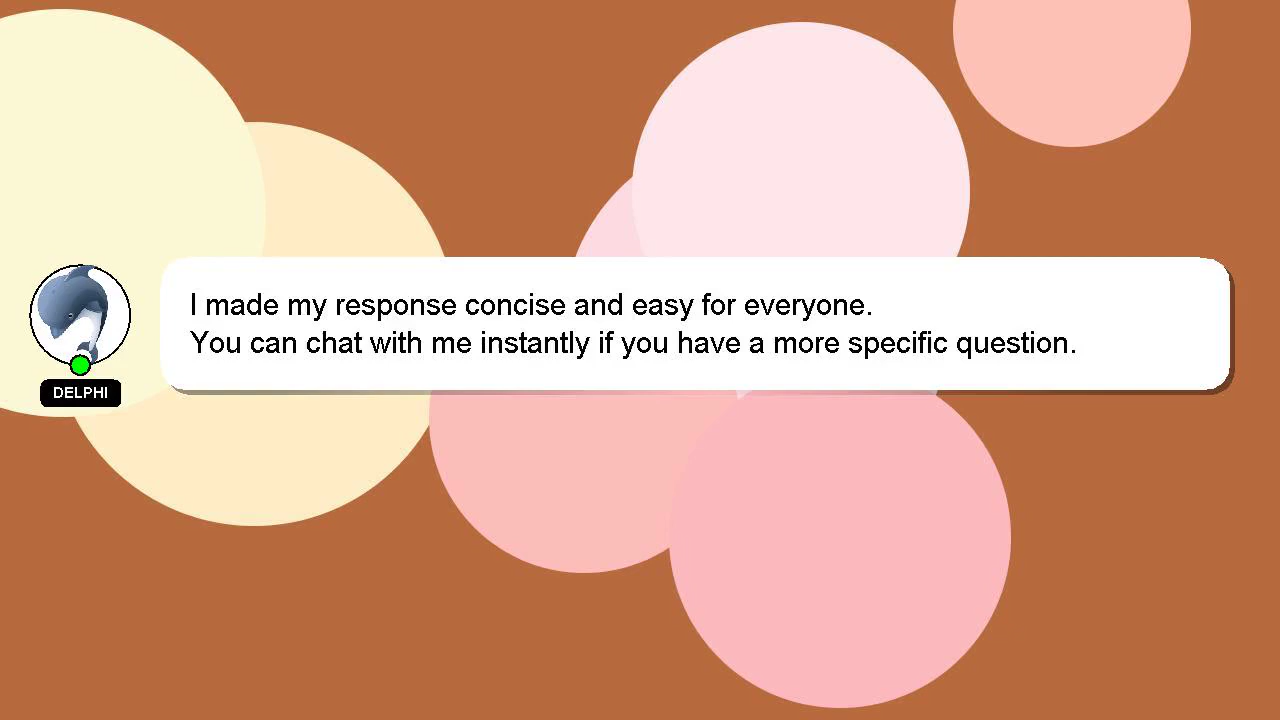 I made my response concise and easy for everyone.
You can chat with me instantly if you have a more specific question.
DELPHI